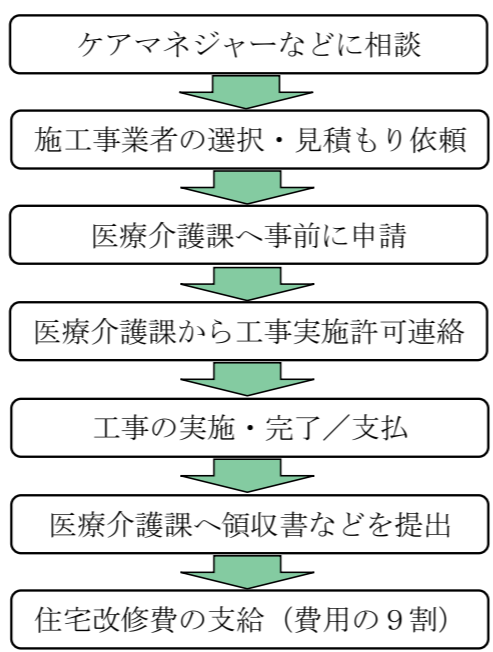 ケアマネジャーなどに相談
施工事業者の選択・見積もり依頼
医療介護課へ事前に申請
医療介護課から工事実施許可連絡
工事の実施・完了／支払
医療介護課へ領収書などを提出
住宅改修費の支給（費用の９割）